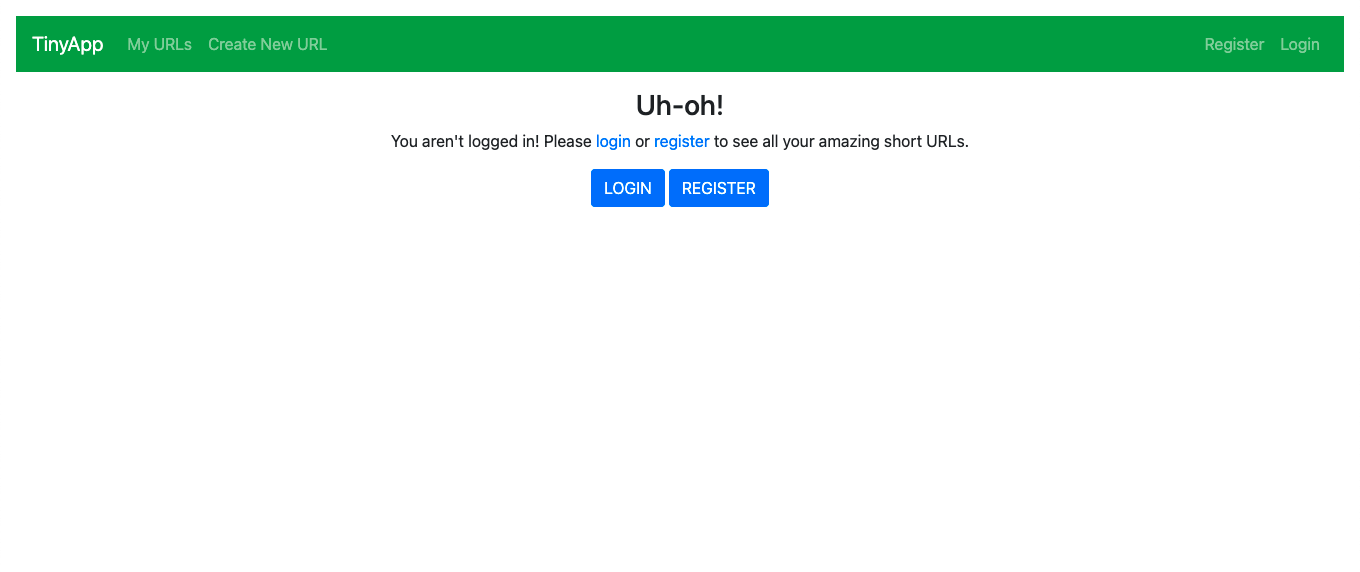 TinyApp My URLs Create New URL Register Login
Uh-oh!
You aren't logged in! Please login or register to see all your amazing short URLs.
LOGIN REGISTER